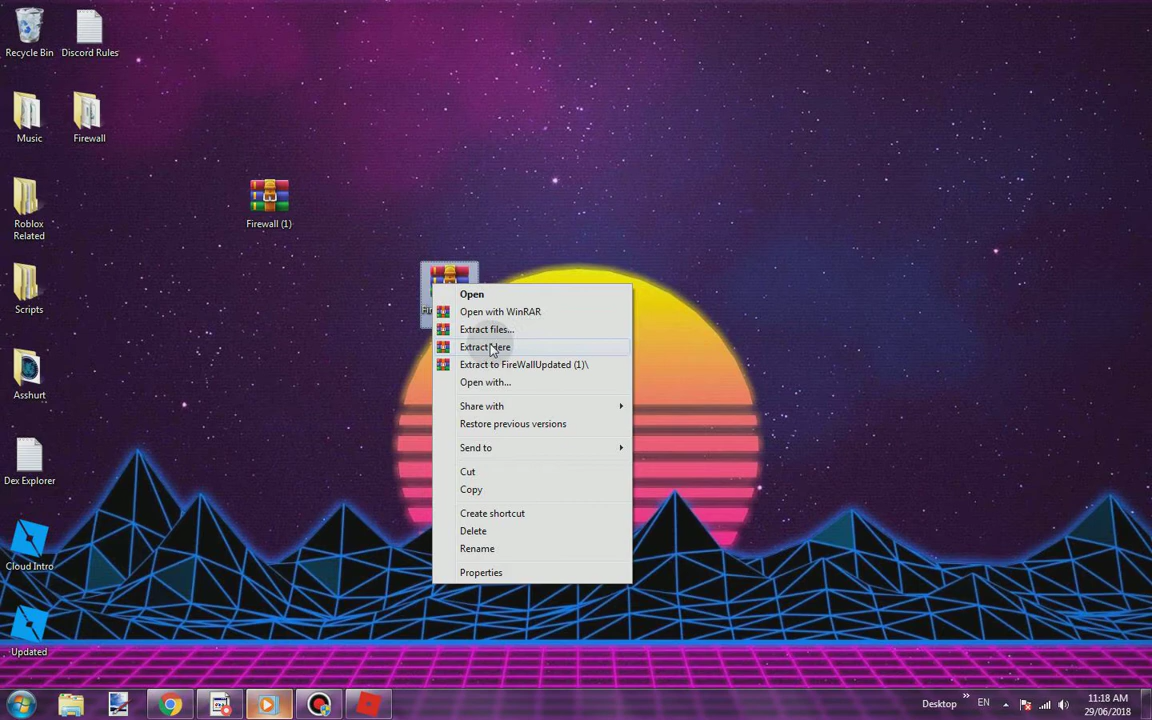 Recycle Bin
Discord Rules
Music
Firewall
Roblox
Related
Firewall (1)
Scripts
Asshurt
Dex Explorer
Cloud Intro
Updated
Open
Open with WinRAR
Extract files...
Extract Here
Extract to FireWallUpdated (1)\
Open with...
Share with
Restore previous versions
Send to
Cut
Copy
Create shortcut
Delete
Rename
Properties
Desktop
EN
11:18 AM
29/06/2018